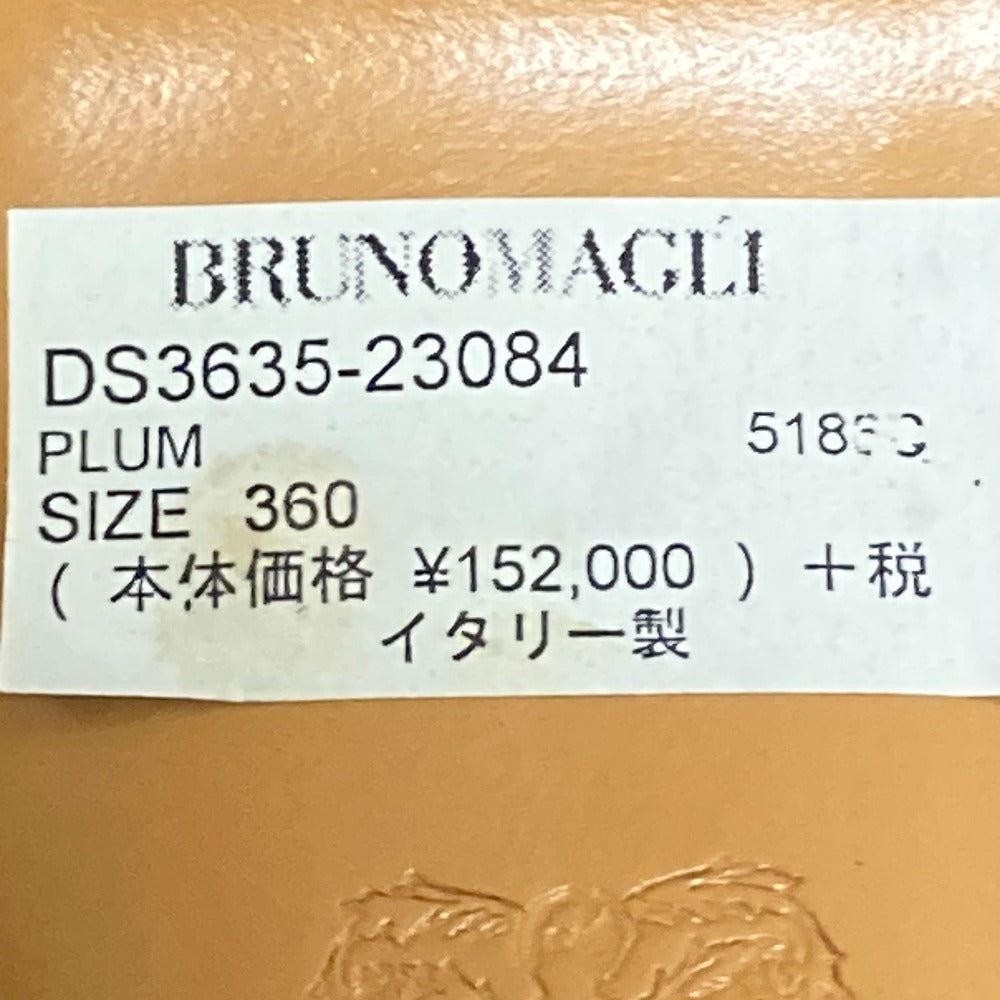 BRUNOMAGLI
DS3635-23084
PLUM
SIZE 360
( 本体価格 ¥152,000 ) +税
イタリー製